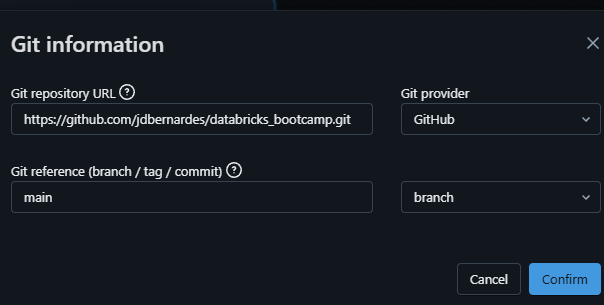 Git information
Git repository URL ?
Git provider
https://github.com/jdbernardes/databricks_bootcamp.git
GitHub
Git reference (branch / tag / commit) ?
main
branch
Cancel
Confirm